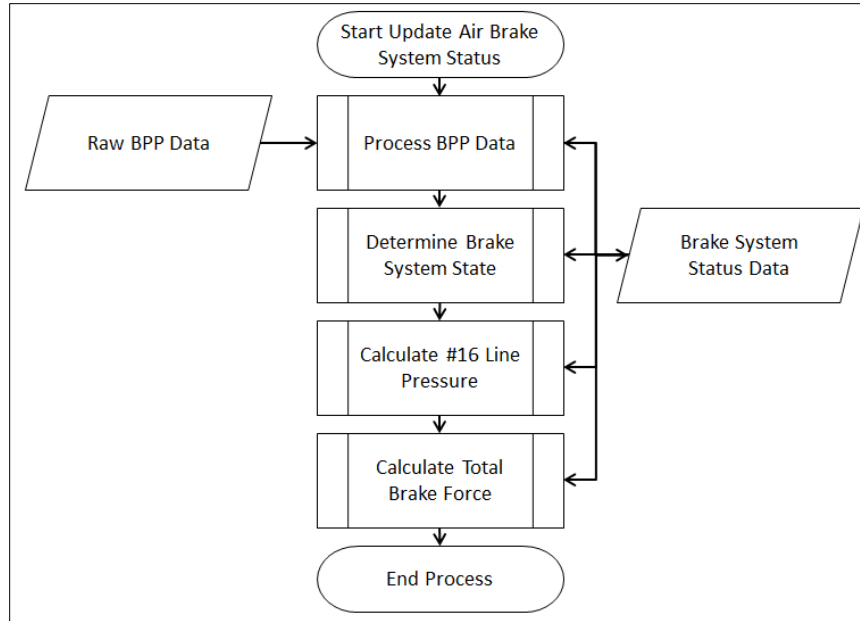 Start Update Air Brake
System Status
Raw BPP Data
Process BPP Data
Determine Brake
System State
Brake System
Status Data
Calculate #16 Line
Pressure
Calculate Total
Brake Force
End Process